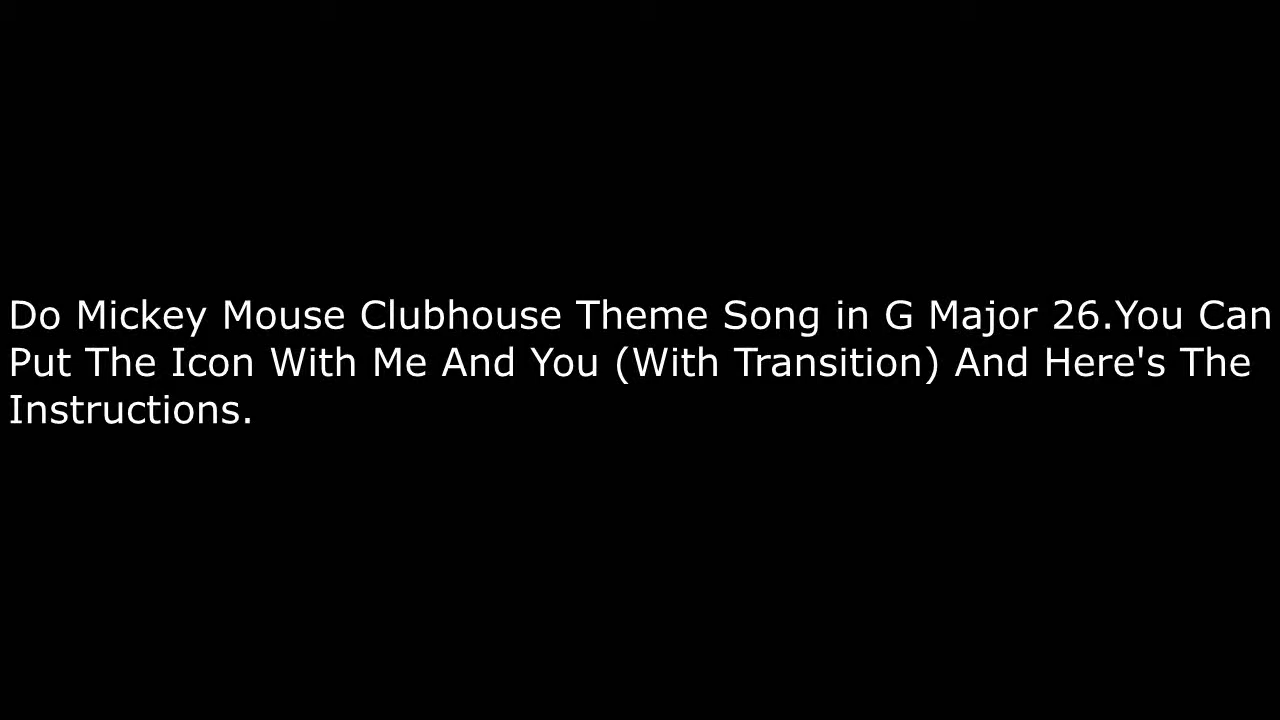 Do Mickey Mouse Clubhouse Theme Song in G Major 26.You Can
Put The Icon With Me And You (With Transition) And Here's The
Instructions.